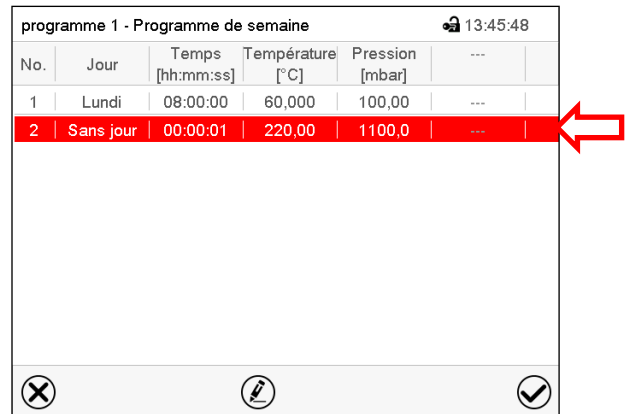 programme 1 - Programme de semaine 13:45:48
No. Jour Temps [hh:mm:ss] Température [°C] Pression [mbar] ---
1 Lundi 08:00:00 60,000 100,00 ---
2 Sans jour 00:00:01 220,00 1100,0 ---